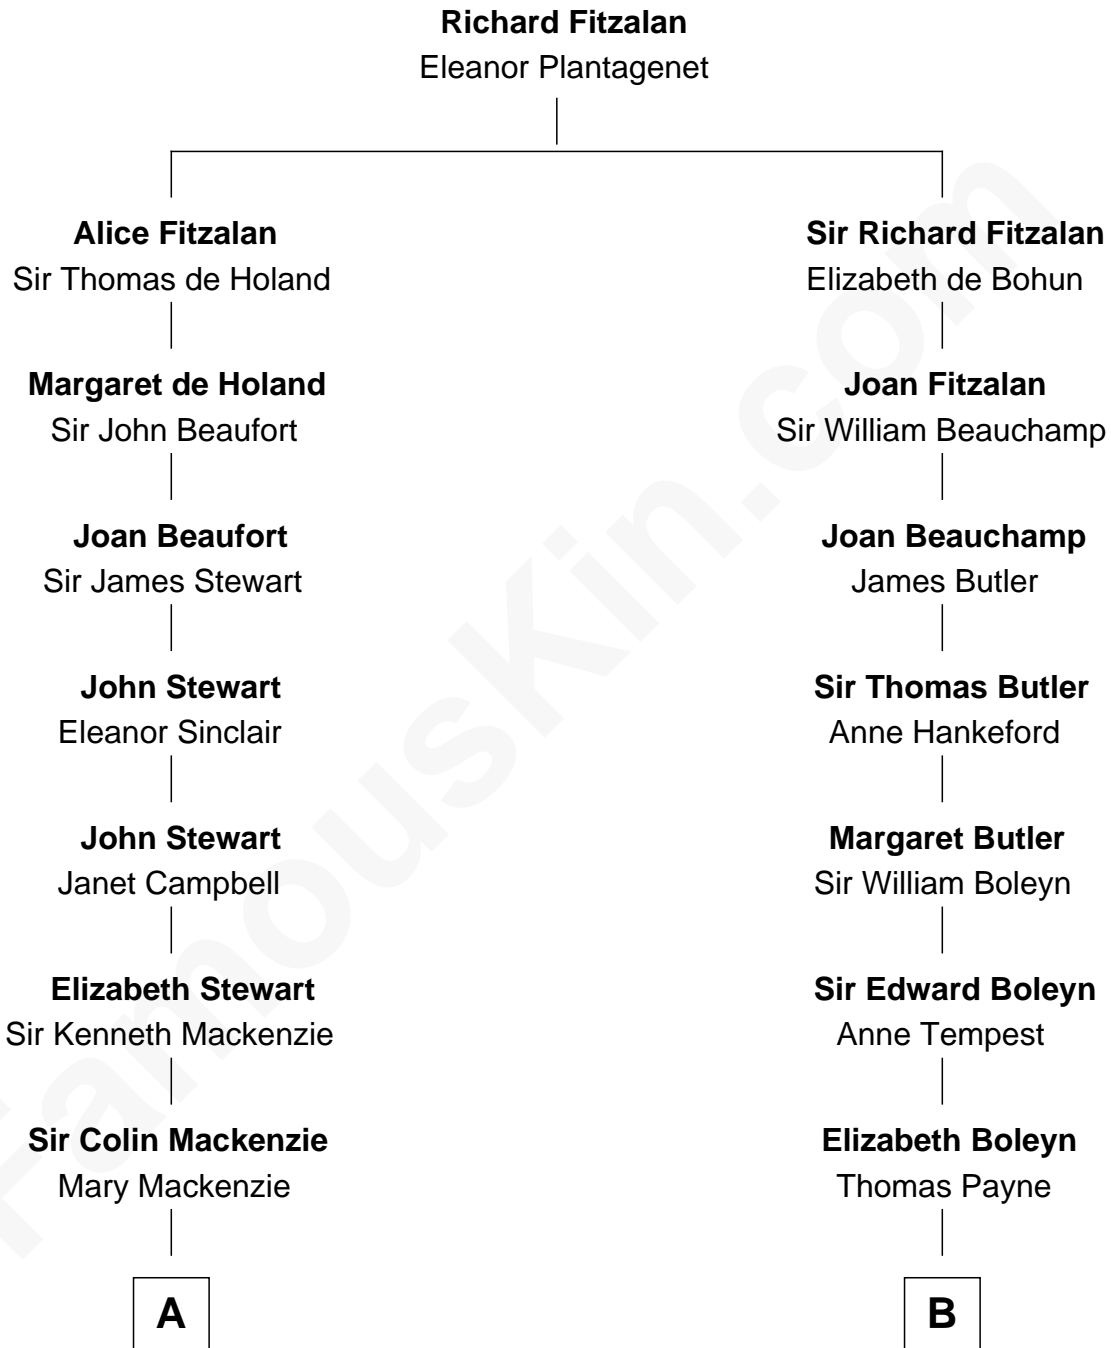 Richard Fitzalan
Eleanor Plantagenet
Alice Fitzalan
Sir Thomas de Holand
Sir Richard Fitzalan
Elizabeth de Bohun
Margaret de Holand
Sir John Beaufort
Joan Fitzalan
Sir William Beauchamp
Joan Beaufort
Sir James Stewart
Joan Beauchamp
James Butler
John Stewart
Eleanor Sinclair
Sir Thomas Butler
Anne Hankeford
John Stewart
Janet Campbell
Margaret Butler
Sir William Boleyn
Elizabeth Stewart
Sir Kenneth Mackenzie
Sir Edward Boleyn
Anne Tempest
Sir Colin Mackenzie
Mary Mackenzie
Elizabeth Boleyn
Thomas Payne
A
B
FamousKin.com